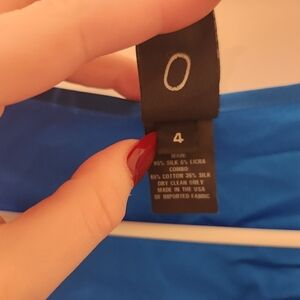 O
4
MAIN
95% SILK 5% LYCRA
COMBO
65% COTTON 35% SILK
DRY CLEAN ONLY
MADE IN THE USA
OF IMPORTED FABRIC